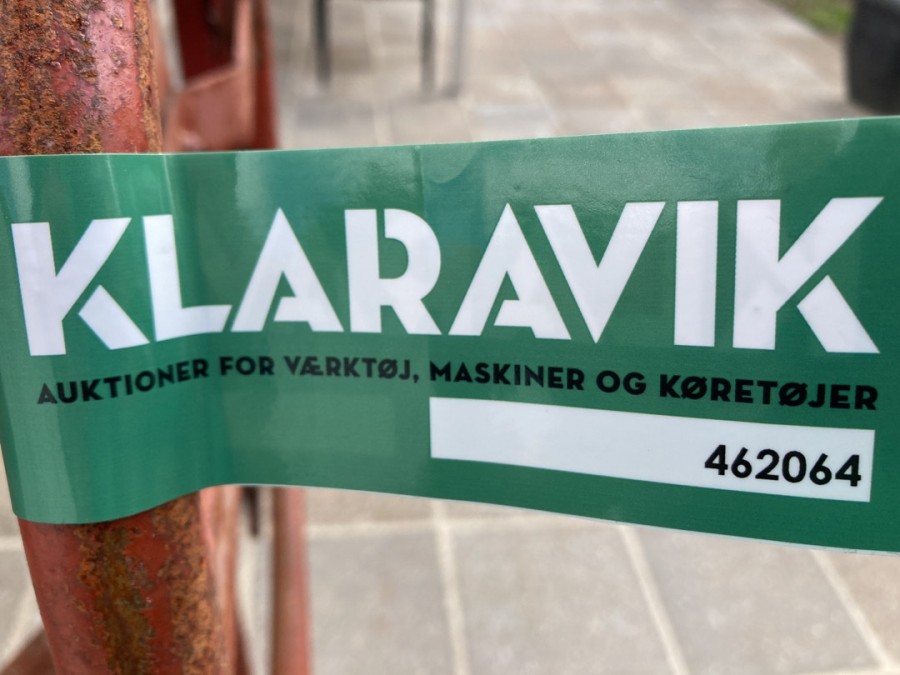 KLARAVIK
AUKTIONER FOR VÆRKTØJ, MASKINER OG KØRETØJER
462064